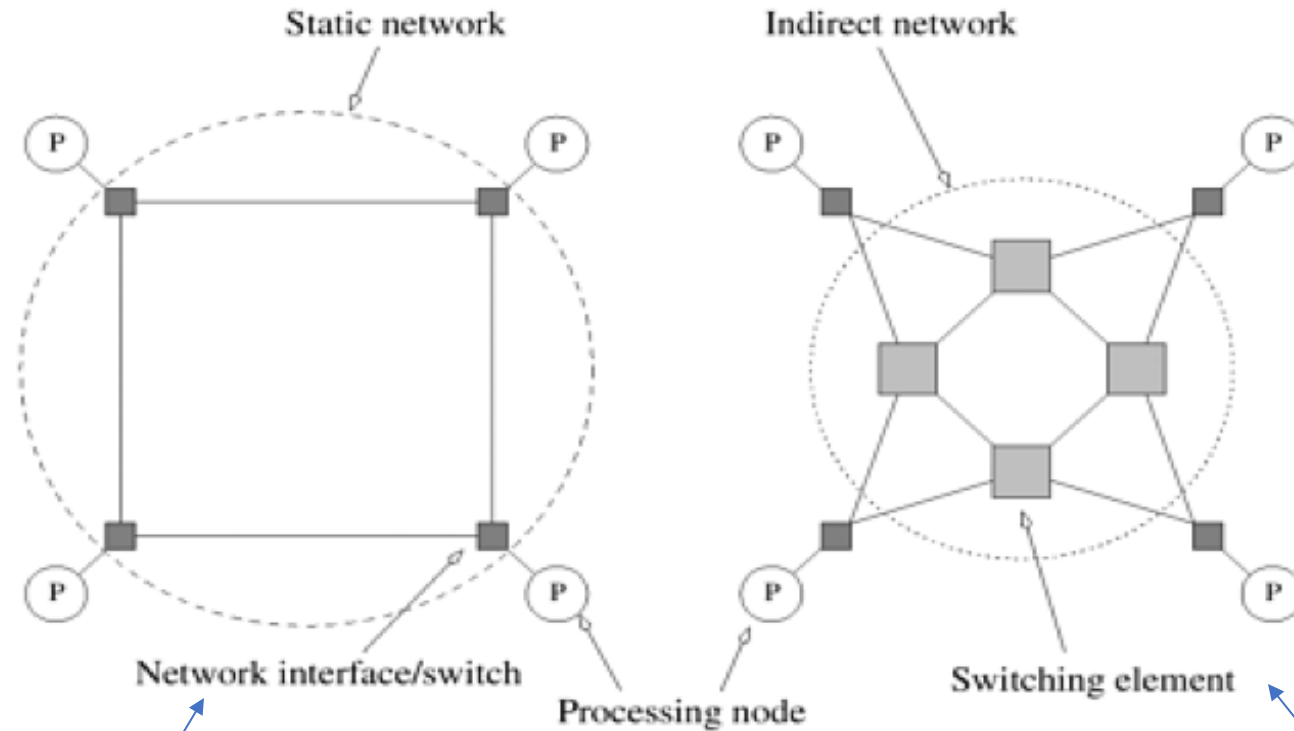 Static network
Indirect network
P
P
P
P
P
P
P
P
Network interface/switch
Processing node
Switching element